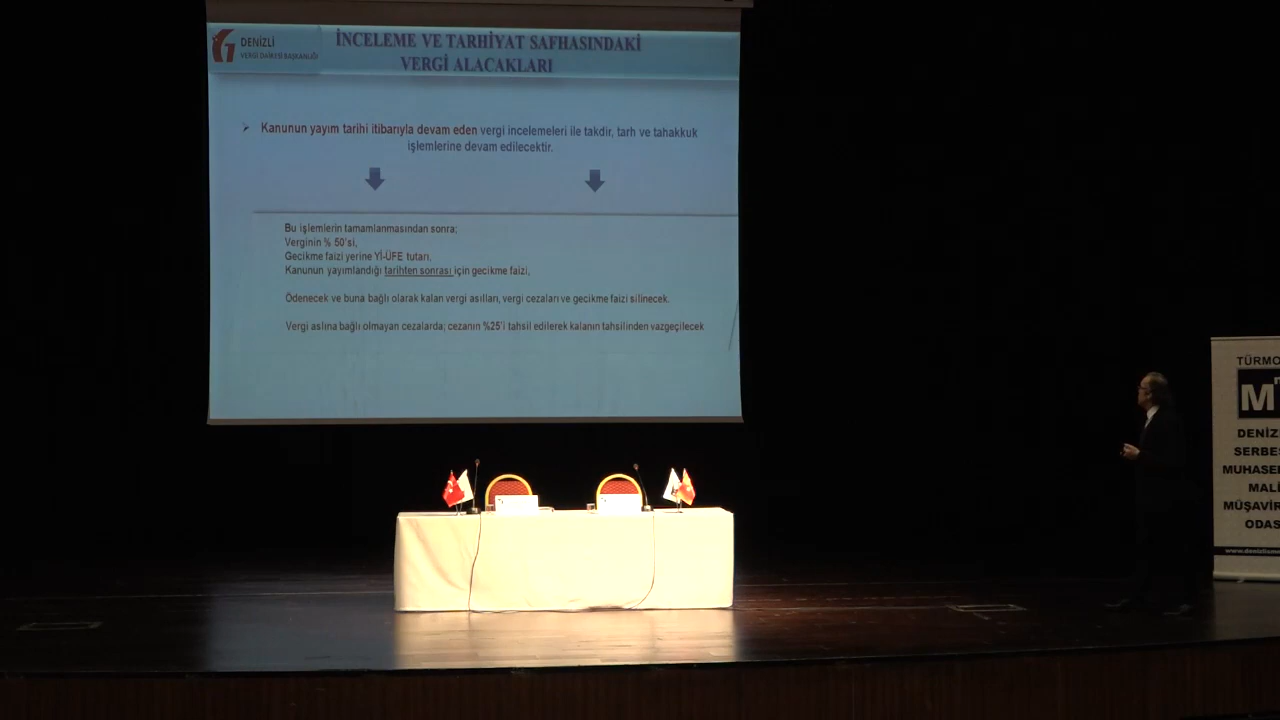 DENİZLİ
VERGİ DAİRESİ BAŞKANLIĞI
İNCELEME VE TARHİYAT SAFHASINDAKİ
VERGİ ALACAKLARI
Kanunun yayım tarihi itibarıyla devam eden vergi incelemeleri ile takdir, tarh ve tahakkuk
işlemlerine devam edilecektir.
Bu işlemlerin tamamlanmasından sonra;
Verginin % 50'si,
Gecikme faizi yerine Yİ-ÜFE tutarı,
Kanunun yayımlandığı tarihten sonrası için gecikme faizi,
Ödenecek ve buna bağlı olarak kalan vergi asılları, vergi cezaları ve gecikme faizi silinecek.
Vergi aslına bağlı olmayan cezalarda; cezanın %25'i tahsil edilerek kalanın tahsilinden vazgeçilecek
TÜRMO
M
DENİZ
SERBES
MUHASEB
MALİ
MÜŞAVİR
ODAS
www.denizlism